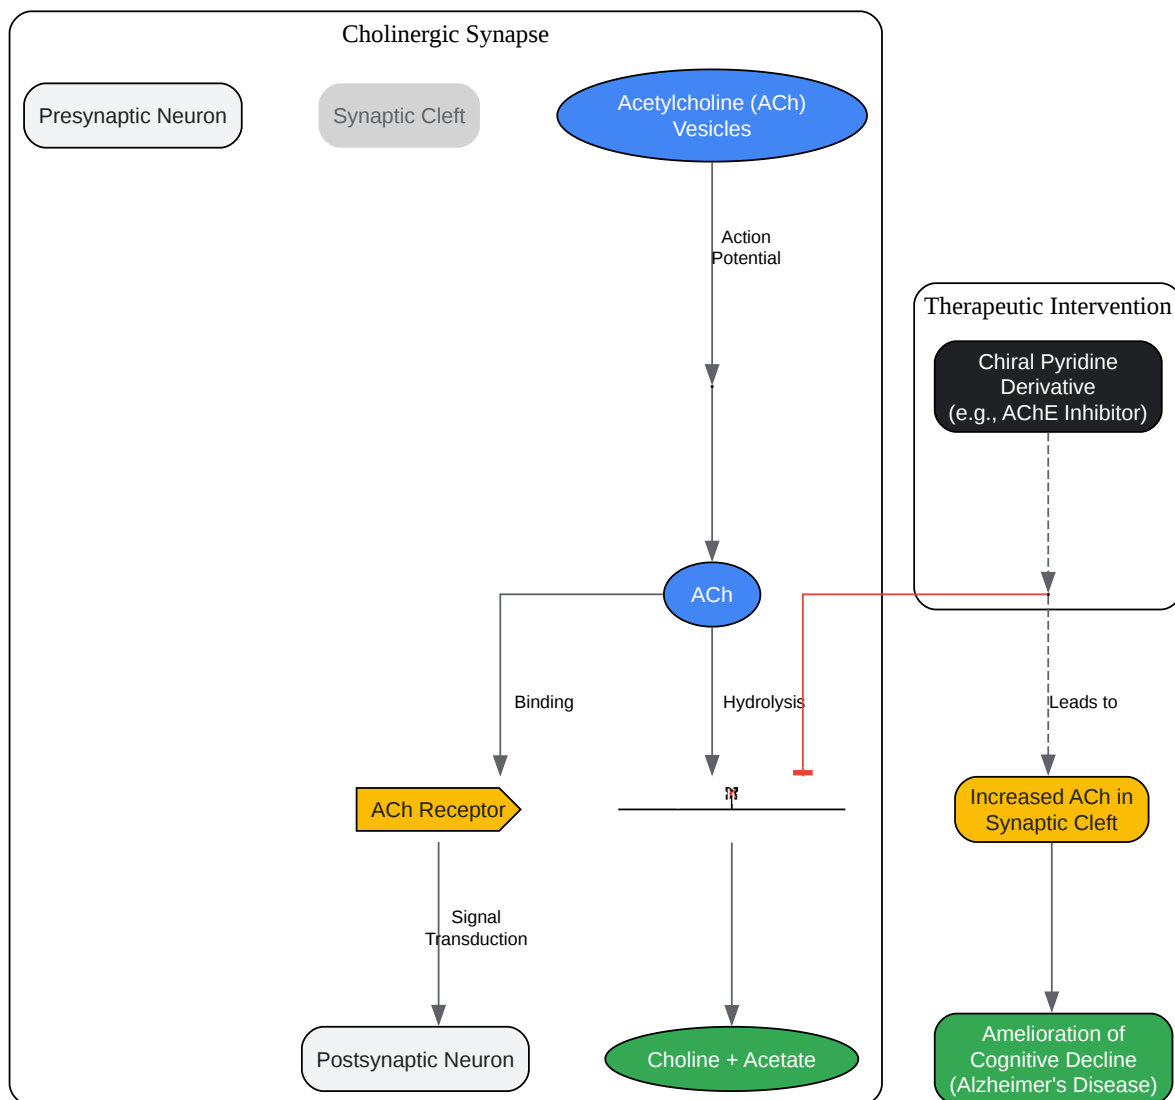 Cholinergic Synapse
Presynaptic Neuron
Synaptic Cleft
Acetylcholine (ACh)
Vesicles
Action
Potential
Therapeutic Intervention
Chiral Pyridine
Derivative
(e.g., AChE Inhibitor)
ACh
Binding
Hydrolysis
Leads to
ACh Receptor
Increased ACh in
Synaptic Cleft
Signal
Transduction
Postsynaptic Neuron
Choline + Acetate
Amelioration of
Cognitive Decline
(Alzheimer's Disease)